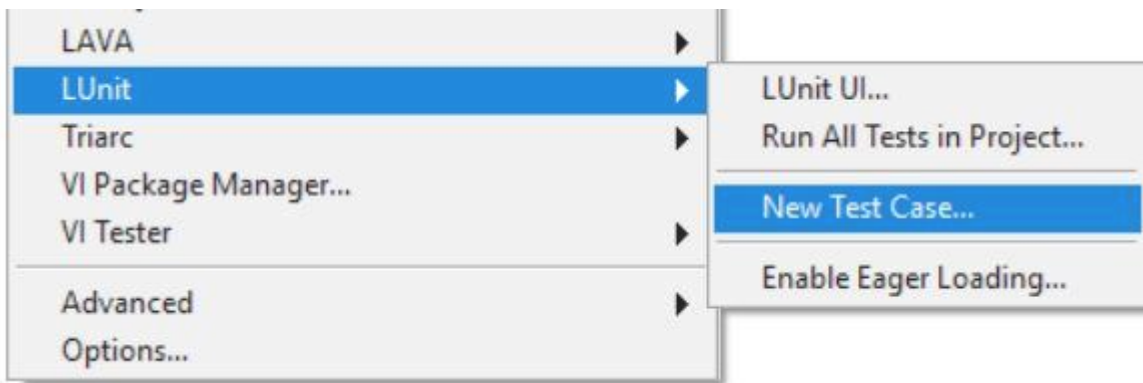 LAVA
LUnit
Triarc
VI Package Manager...
VI Tester
Advanced
Options...
LUnit UI...
Run All Tests in Project...
New Test Case...
Enable Eager Loading...